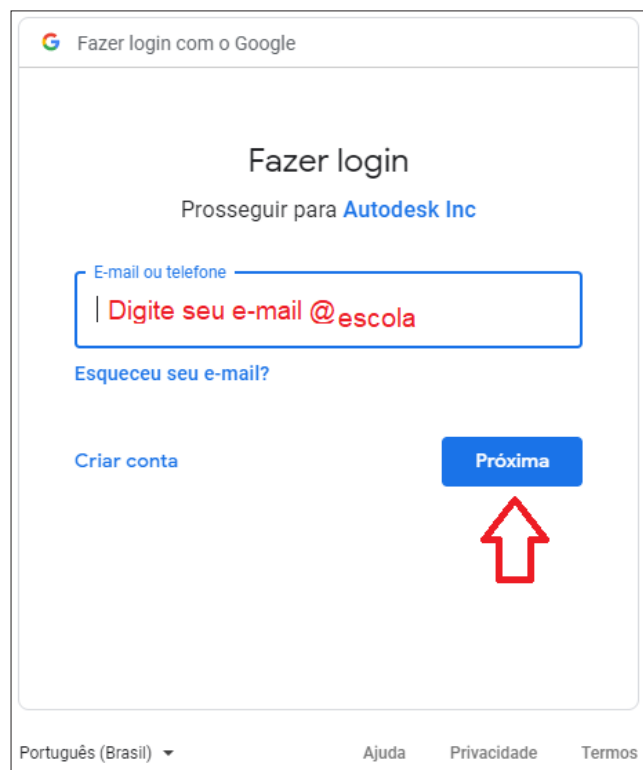 Fazer login com o Google
Fazer login
Prosseguir para Autodesk Inc
E-mail ou telefone
Digite seu e-mail @escola
Esqueceu seu e-mail?
Criar conta
Próxima
Português (Brasil)
Ajuda Privacidade Termos